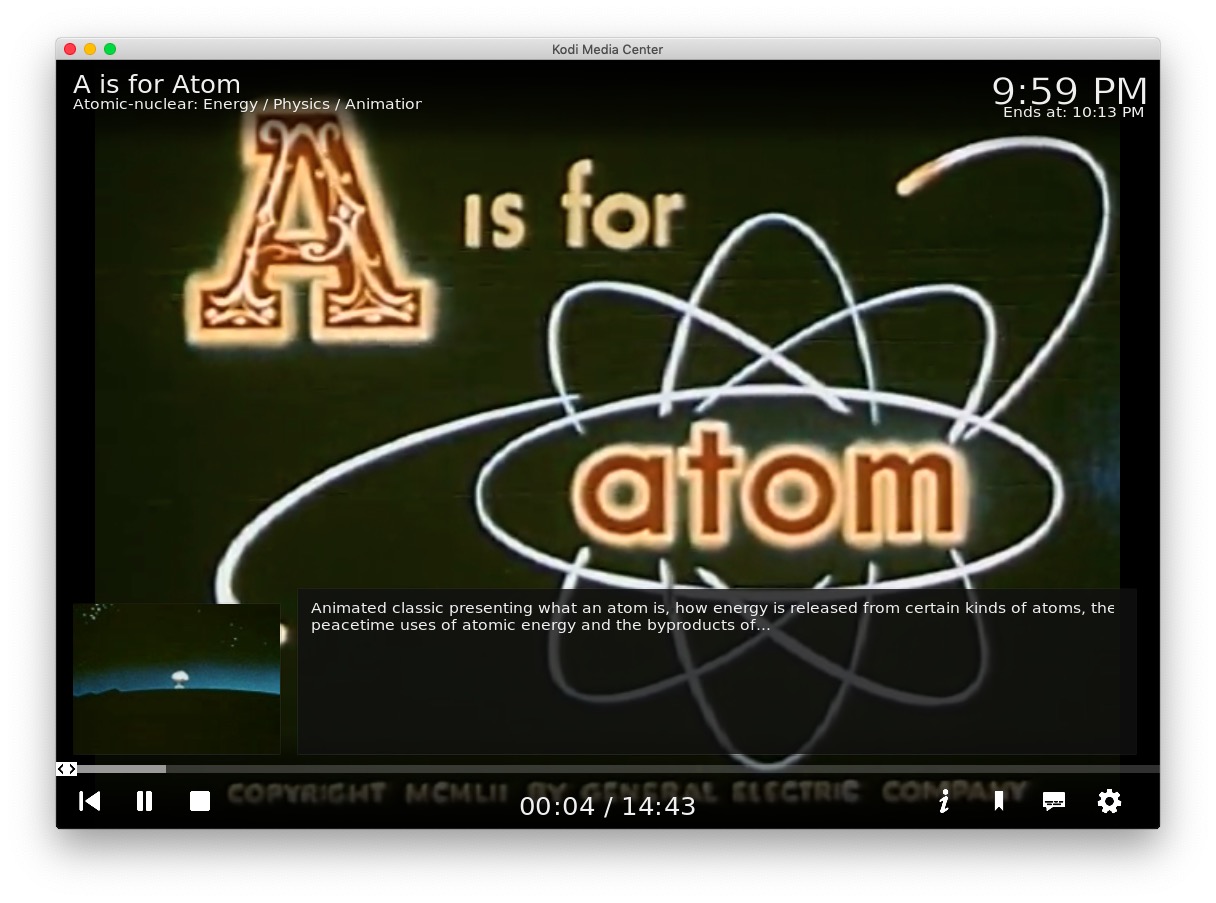 Kodi Media Center
A is for Atom
Atomic-nuclear: Energy / Physics / Animation
9:59 PM
Ends at: 10:13 PM
A is for
atom
Animated classic presenting what an atom is, how energy is released from certain kinds of atoms, the
peacetime uses of atomic energy and the byproducts of...
COPYRIGHT MCMLII BY GENERAL ELECTRIC COMPANY
00:04 / 14:43